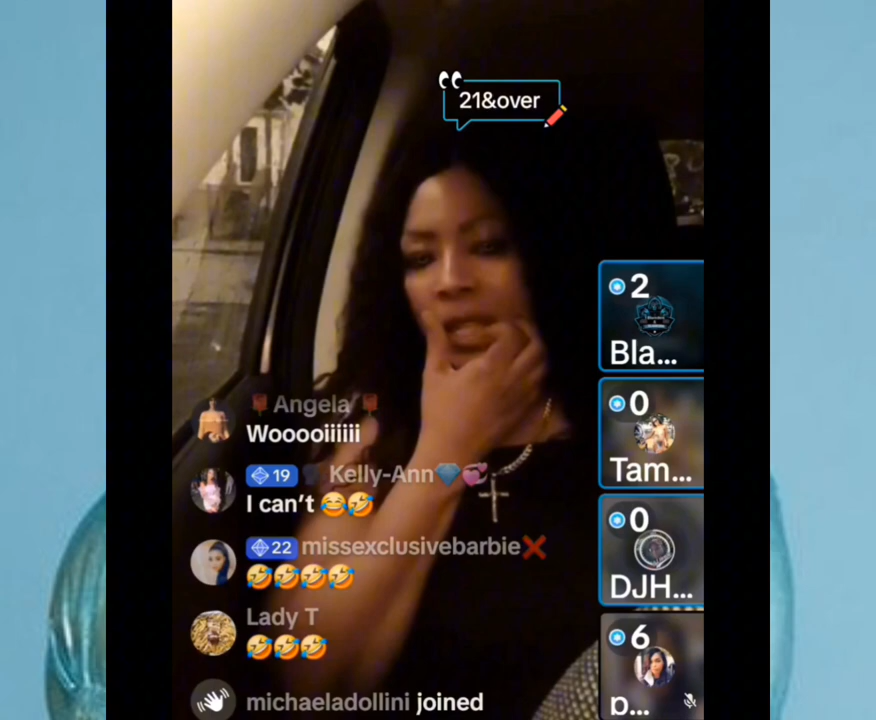 21&over
2
Bla...
0
Tam...
0
DJH...
6
p...
Angela
Wooooiiiiii
19 Kelly-Ann
I can't
22 missexclusivebarbie
Lady T
michaeladollini joined